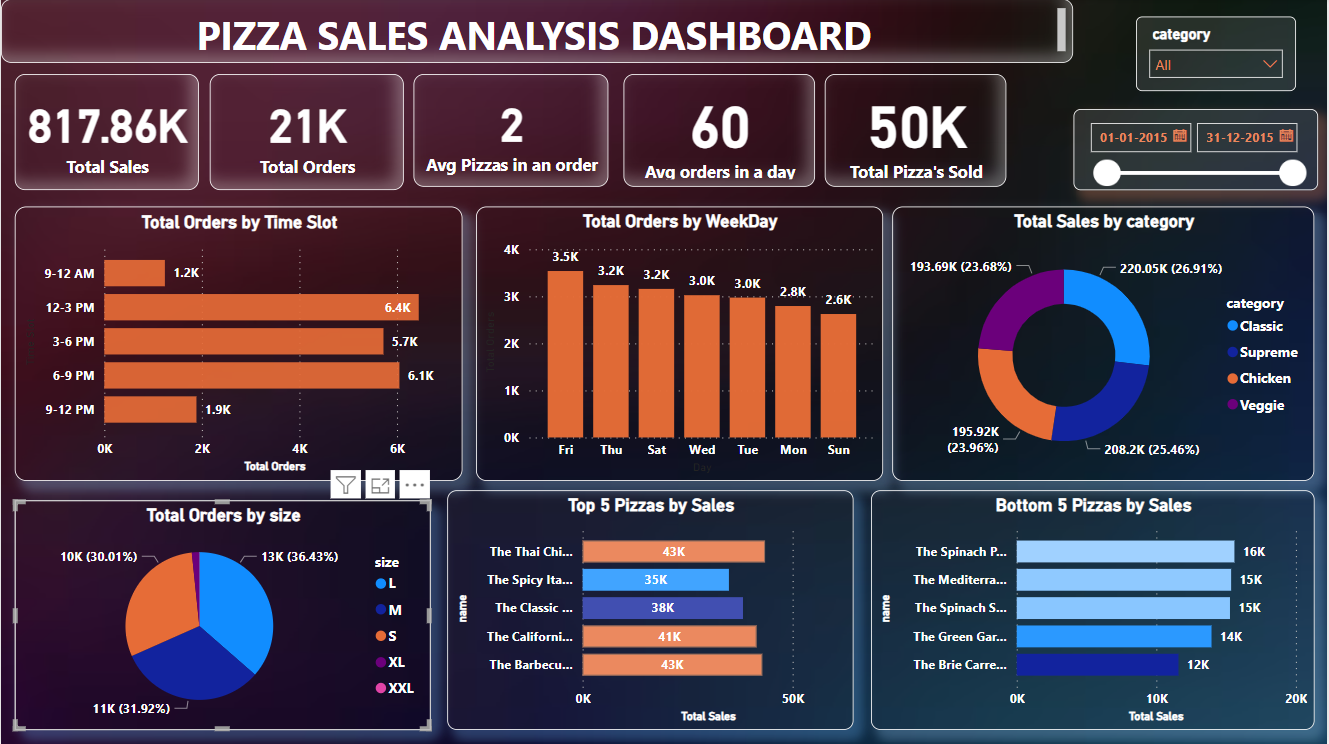 PIZZA SALES ANALYSIS DASHBOARD
category
All
817.86K
Total Sales
21K
Total Orders
2
Avg Pizzas in an order
60
Avg orders in a day
50K
Total Pizza's Sold
01-01-2015
31-12-2015
Total Orders by Time Slot
9-12 AM
1.2K
12-3 PM
6.4K
3-6 PM
5.7K
6-9 PM
6.1K
9-12 PM
1.9K
0K 2K 4K 6K
Total Orders
Total Orders by WeekDay
4K
3K
2K
1K
0K
3.5K 3.2K 3.2K 3.0K 3.0K 2.8K 2.6K
Fri Thu Sat Wed Tue Mon Sun
Total Orders
Day
Total Sales by category
193.69K (23.68%)
220.05K (26.91%)
195.92K
(23.96%)
208.2K (25.46%)
category
Classic
Supreme
Chicken
Veggie
Total Orders by size
10K (30.01%)
13K (36.43%)
11K (31.92%)
size
L
M
S
XL
XXL
Top 5 Pizzas by Sales
name
The Thai Chi...
43K
The Spicy Ita...
35K
The Classic ...
38K
The Californi...
41K
The Barbecu...
43K
0K 50K
Total Sales
Bottom 5 Pizzas by Sales
name
The Spinach P...
16K
The Mediterra...
15K
The Spinach S...
15K
The Green Gar...
14K
The Brie Carre...
12K
0K 10K 20K
Total Sales